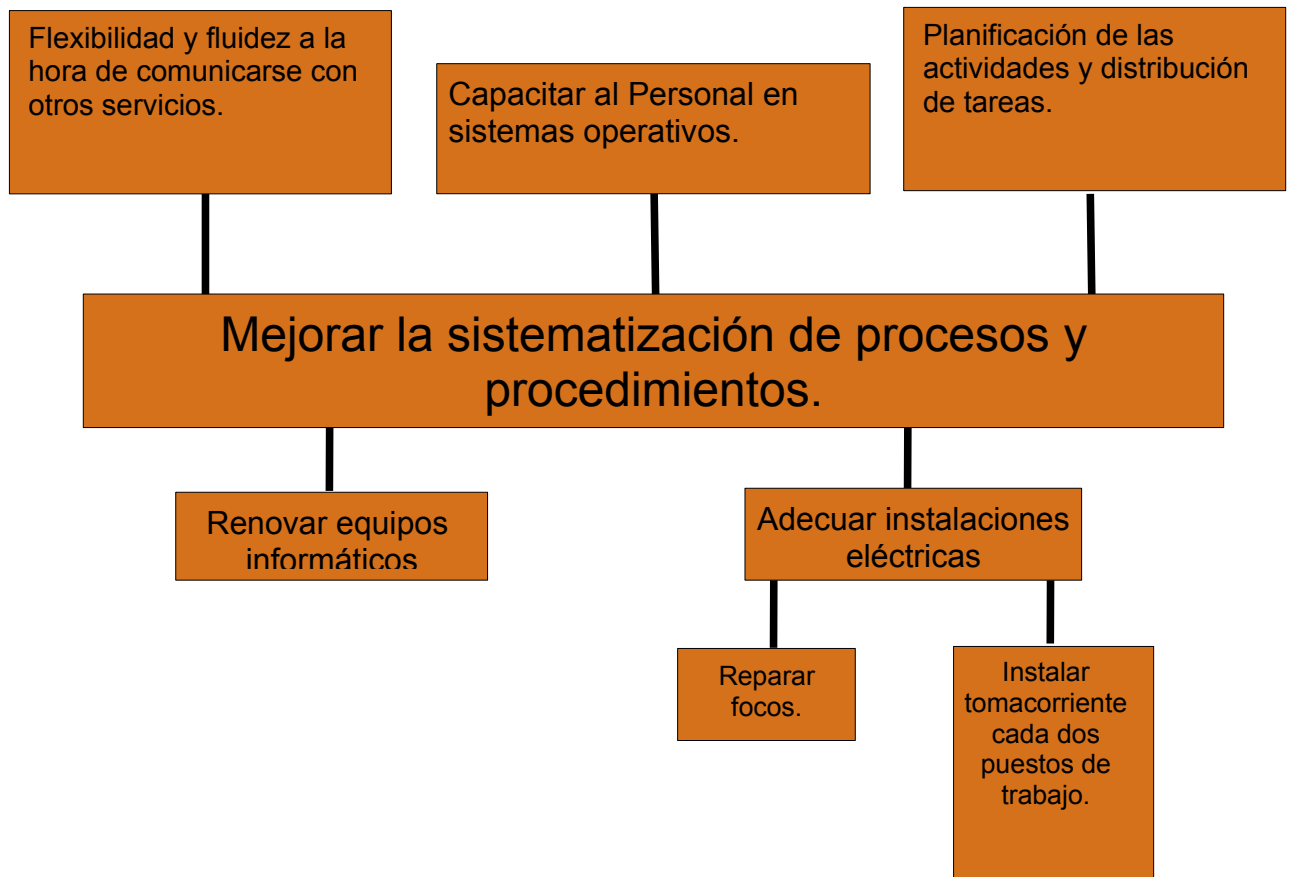 Flexibilidad y fluidez a la
hora de comunicarse con
otros servicios.
Capacitar al Personal en
sistemas operativos.
Planificación de las
actividades y distribución
de tareas.
Mejorar la sistematización de procesos y
procedimientos.
Renovar equipos
informáticos
Adecuar instalaciones
eléctricas
Reparar
focos.
Instalar
tomacorriente
cada dos
puestos de
trabajo.